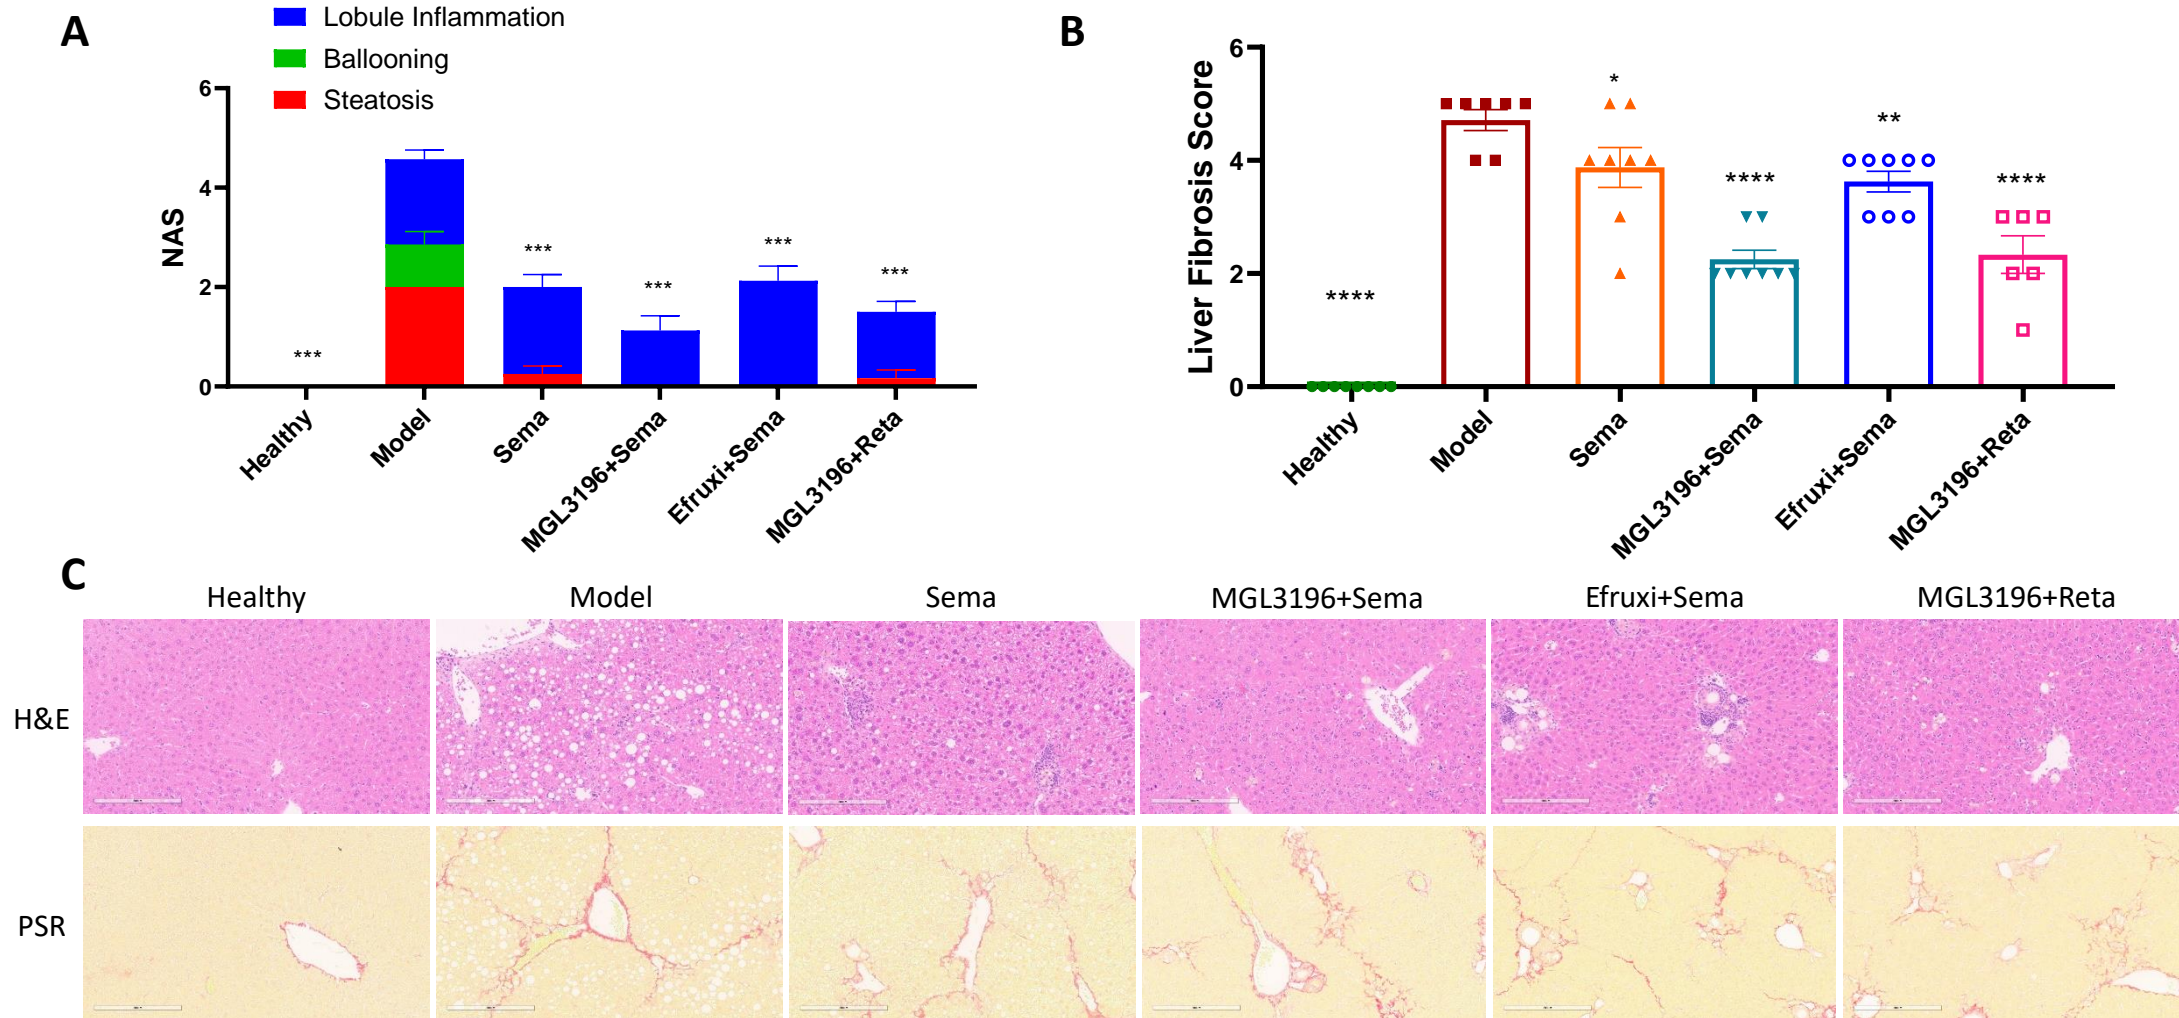 A
Lobule Inflammation
Ballooning
Steatosis
NAS
6
4
2
0
***
***
***
***
***
Healthy
Model
Sema
MGL3196+Sema
Efruxi+Sema
MGL3196+Reta
B
Liver Fibrosis Score
6
4
2
0
****
*
****
**
****
Healthy
Model
Sema
MGL3196+Sema
Efruxi+Sema
MGL3196+Reta
C
Healthy
Model
Sema
MGL3196+Sema
Efruxi+Sema
MGL3196+Reta
H&E
PSR